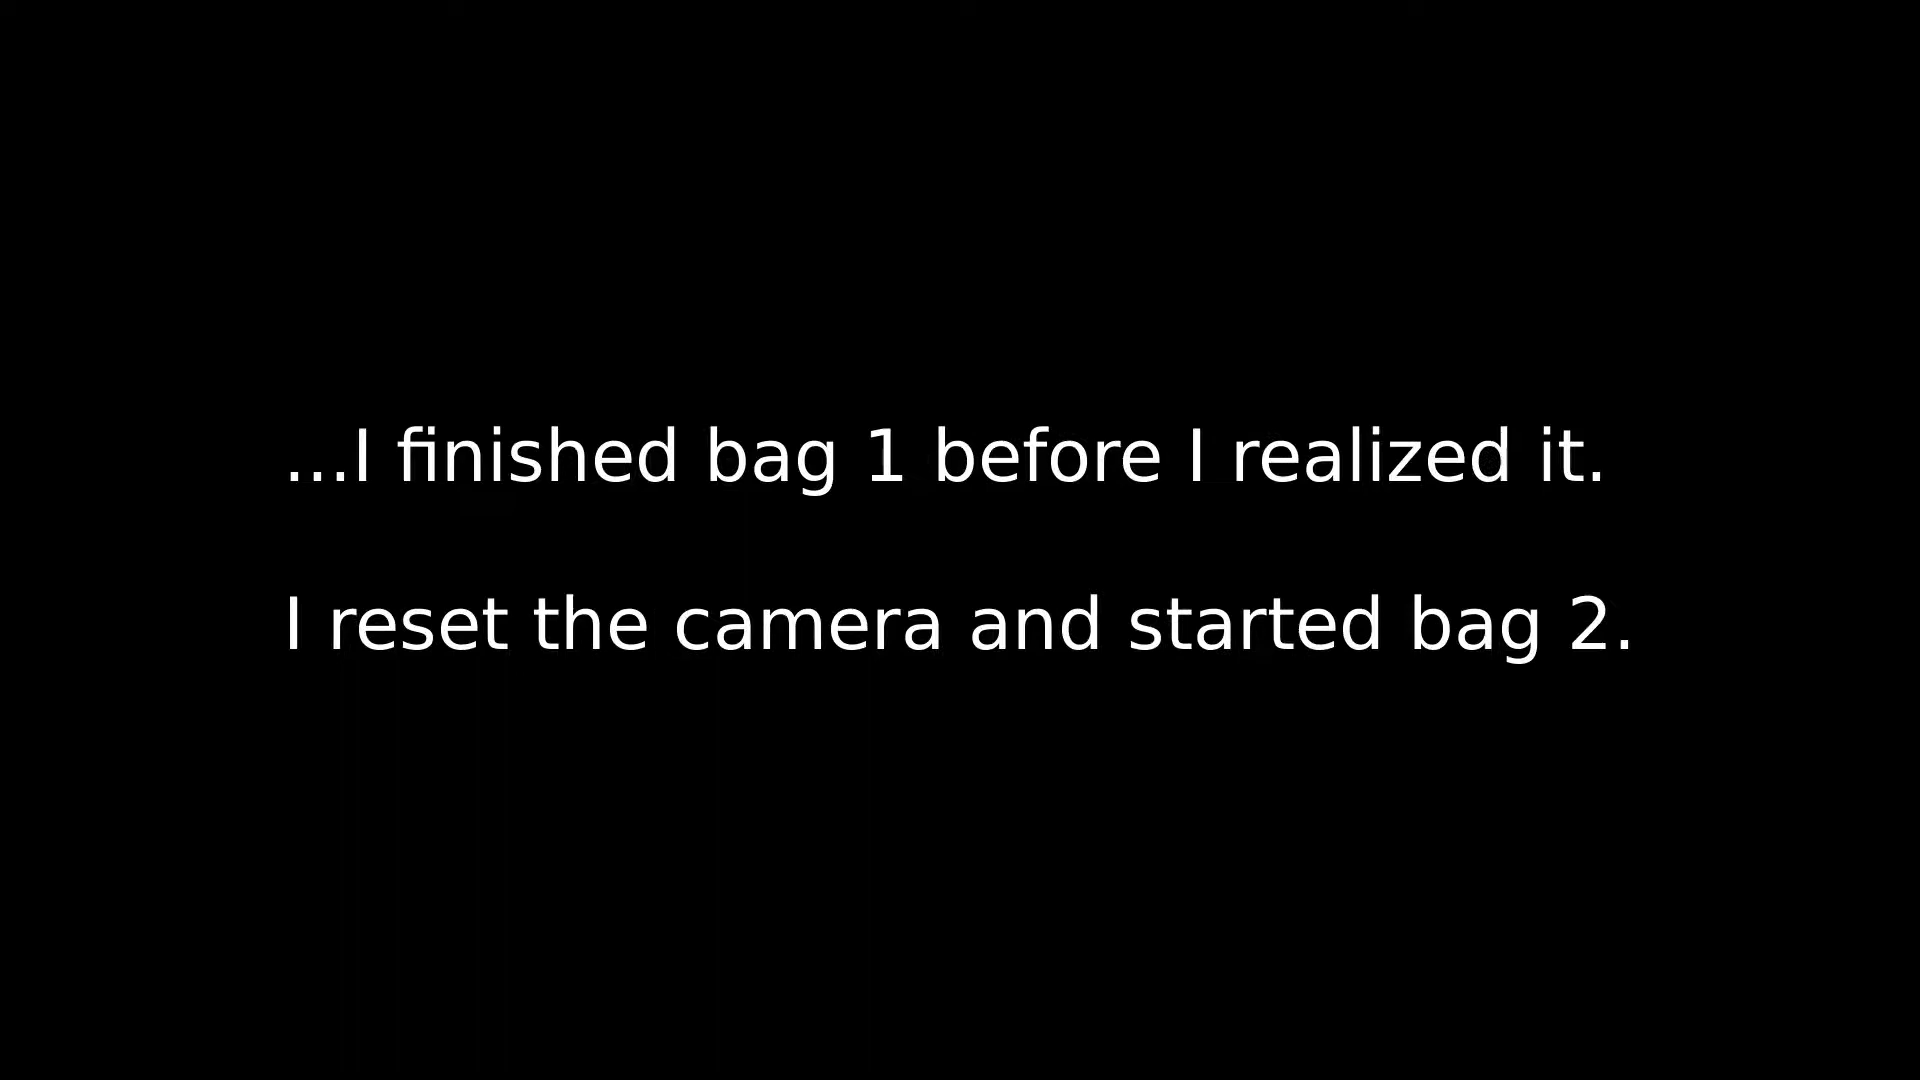 ...I finished bag 1 before I realized it.
I reset the camera and started bag 2.